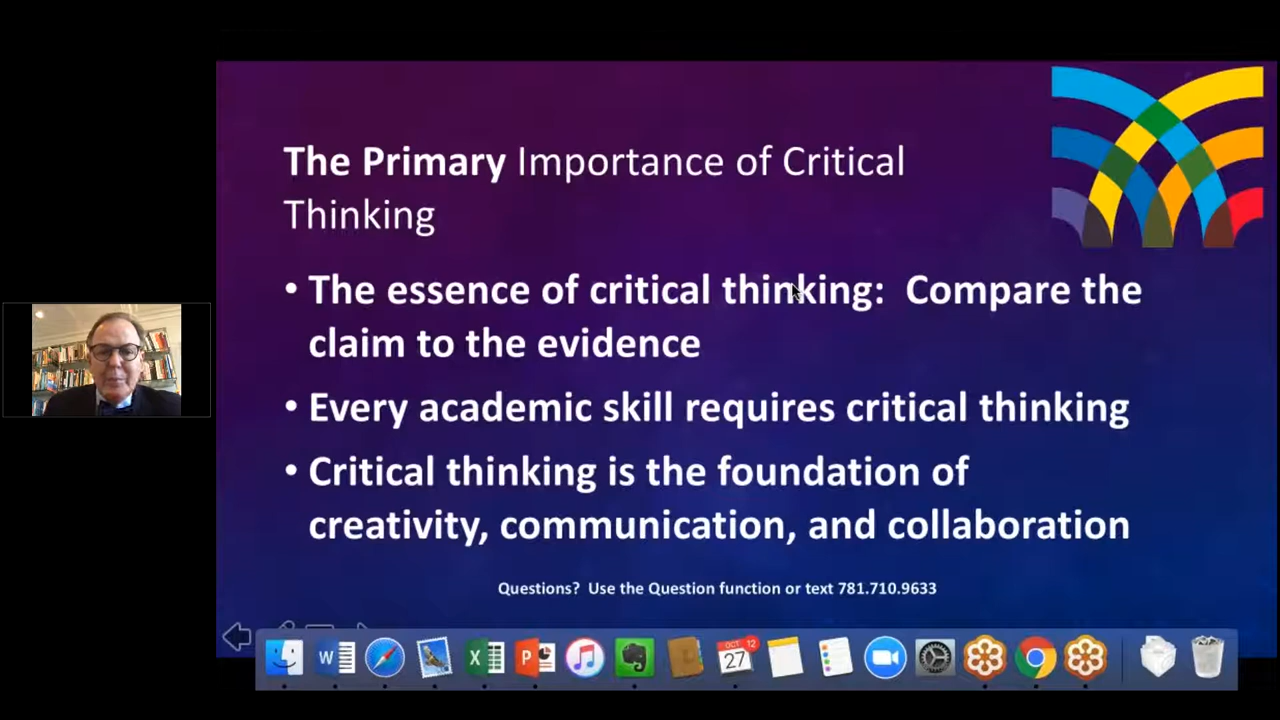 The Primary Importance of Critical
Thinking
• The essence of critical thinking:  Compare the
claim to the evidence
• Every academic skill requires critical thinking
• Critical thinking is the foundation of
creativity, communication, and collaboration
Questions?  Use the Question function or text 781.710.9633
W
X
P
OCT
12
27